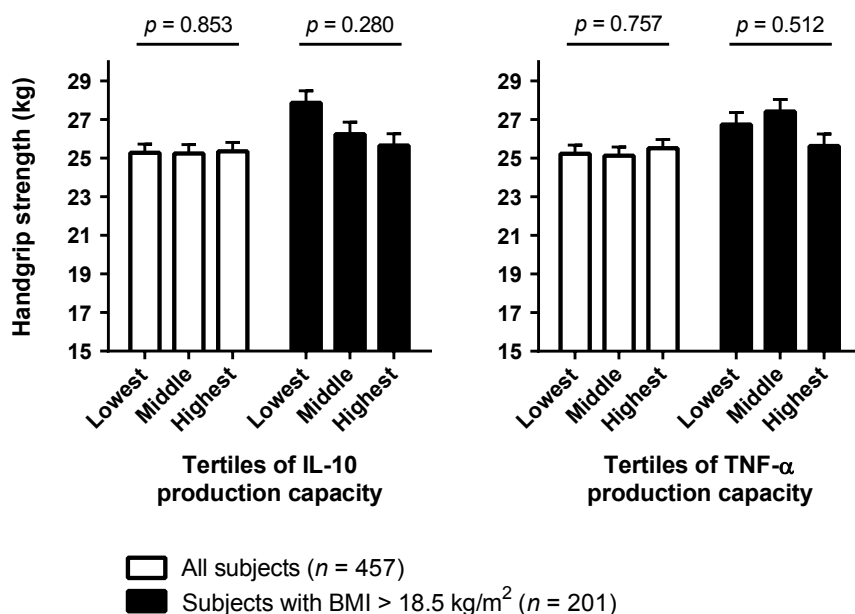 p = 0.853
p = 0.280
p = 0.757
p = 0.512
Handgrip strength (kg)
29
27
25
23
21
19
17
15
Lowest
Middle
Highest
Lowest
Middle
Highest
Tertiles of IL-10
production capacity
29
27
25
23
21
19
17
15
Lowest
Middle
Highest
Lowest
Middle
Highest
Tertiles of TNF-α
production capacity
All subjects (n = 457)
Subjects with BMI > 18.5 kg/m² (n = 201)